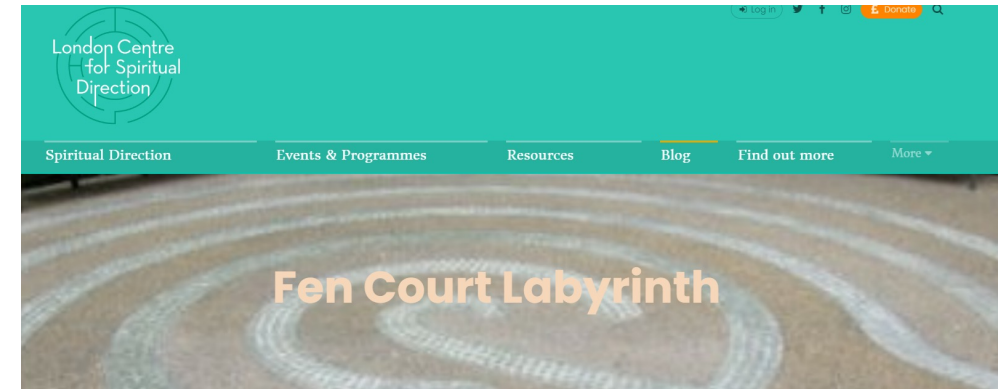 Log in
£ Donate
London Centre
for Spiritual
Direction
Spiritual Direction Events & Programmes Resources Blog Find out more More
Fen Court Labyrinth